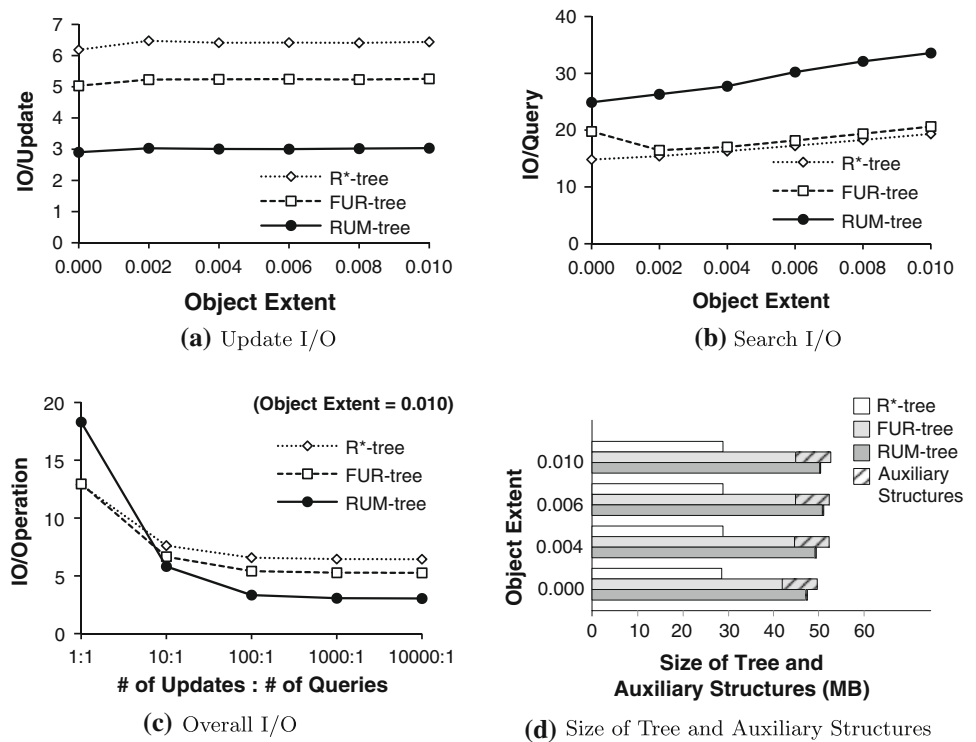 7
6
5
4
3
2
1
0
IO/Update
R*-tree
FUR-tree
RUM-tree
0.000 0.002 0.004 0.006 0.008 0.010
Object Extent
(a) Update I/O
40
30
20
10
0
IO/Query
R*-tree
FUR-tree
RUM-tree
0.000 0.002 0.004 0.006 0.008 0.010
Object Extent
(b) Search I/O
20
15
10
5
0
IO/Operation
(Object Extent = 0.010)
R*-tree
FUR-tree
RUM-tree
1:1 10:1 100:1 1000:1 10000:1
# of Updates : # of Queries
(c) Overall I/O
R*-tree
FUR-tree
RUM-tree
Auxiliary
Structures
Object Extent
0.010
0.006
0.004
0.000
0 10 20 30 40 50 60
Size of Tree and
Auxiliary Structures (MB)
(d) Size of Tree and Auxiliary Structures